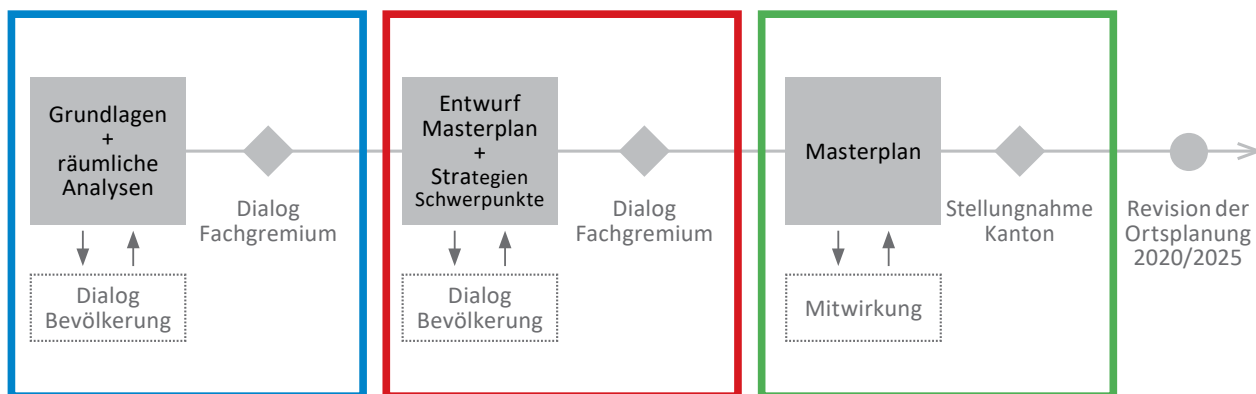 Grundlagen
+
räumliche
Analysen
Dialog
Fachgremium
Dialog
Bevölkerung
Entwurf
Masterplan
+
Strategien
Schwerpunkte
Dialog
Fachgremium
Dialog
Bevölkerung
Masterplan
Stellungnahme
Kanton
Mitwirkung
Revision der
Ortsplanung
2020/2025